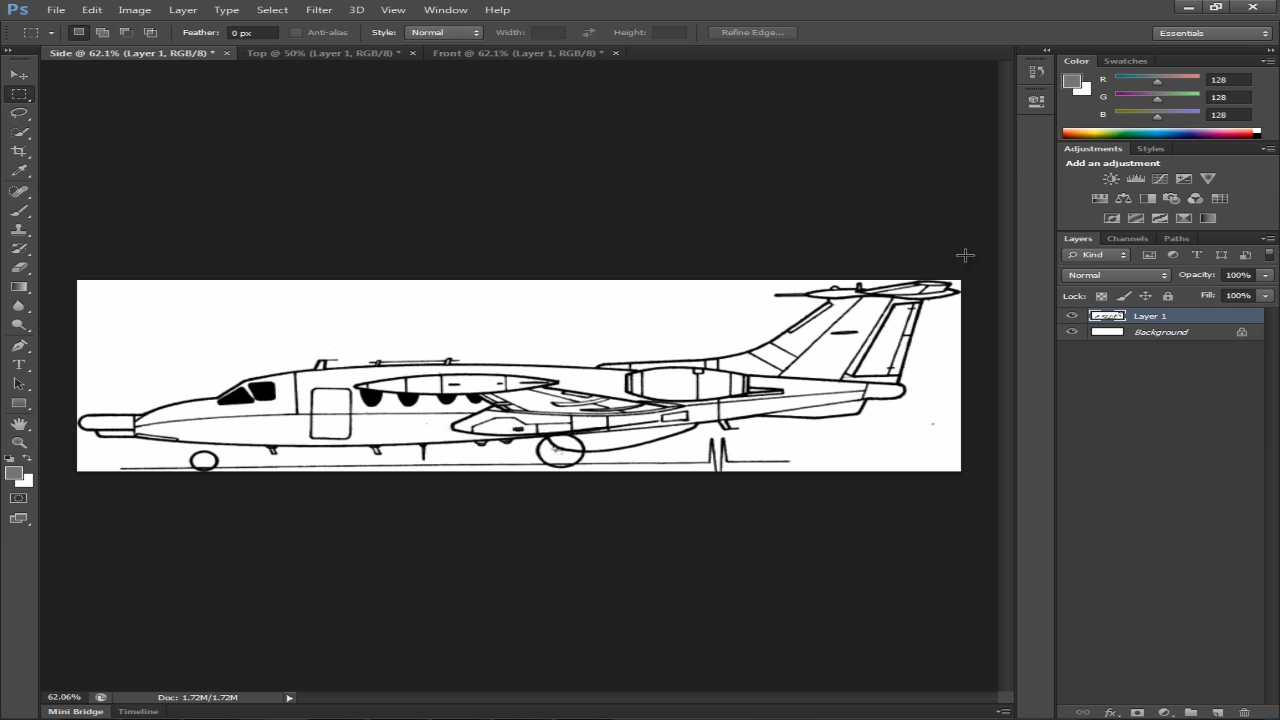 Ps File Edit Image Layer Type Select Filter 3D View Window Help
Feather: 0 px Anti-alias Style: Normal Width: Height: Refine Edge... Essentials
Side @ 62.1% (Layer 1, RGB/8) * × Top @ 50% (Layer 1, RGB/8) * × Front @ 62.1% (Layer 1, RGB/8) * ×
Color Swatches
R 128
G 128
B 128
Adjustments Styles
Add an adjustment
Layers Channels Paths
Kind
Normal Opacity: 100%
Lock: Fill: 100%
Layer 1
Background
62.06% Doc: 1.72M/1.72M
Mini Bridge Timeline